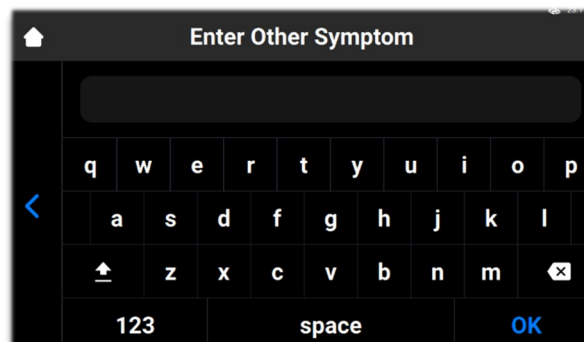 Enter Other Symptom
q w e r t y u i o p
a s d f g h j k l
z x c v b n m
123 space OK